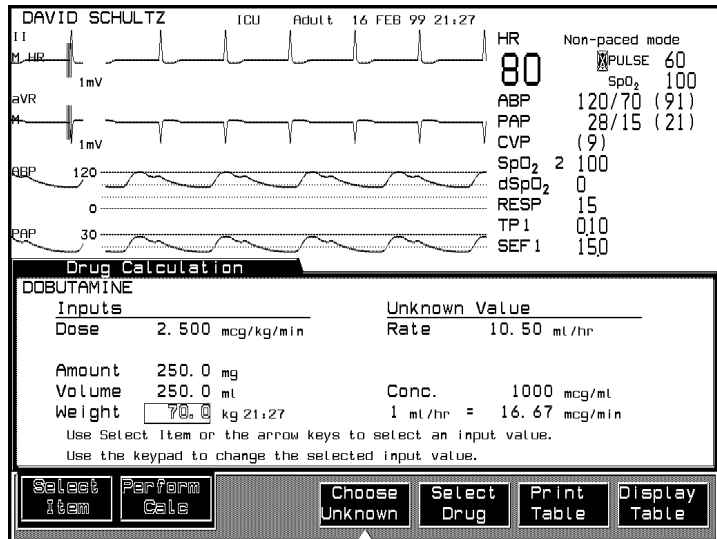 DAVID SCHULTZ ICU Adult 16 FEB 99 21:27
II
M HR
1mV
aVR
M
1mV
ABP 120
0
PAP 30
HR Non-paced mode
80 PULSE 60
SpO₂ 100
ABP 120/70 (91)
PAP 28/15 (21)
CVP (9)
SpO₂ 2 100
dSpO₂ 0
RESP 15
TP1 0.10
SEF1 15.0
Drug Calculation
DOBUTAMINE
Inputs Unknown Value
Dose 2.500 mcg/kg/min Rate 10.50 ml/hr
Amount 250.0 mg
Volume 250.0 ml Conc. 1000 mcg/ml
Weight 70.0 kg 21:27 1 ml/hr = 16.67 mcg/min
Use Select Item or the arrow keys to select an input value.
Use the keypad to change the selected input value.
Select Item
Perform Calc
Choose Unknown
Select Drug
Print Table
Display Table